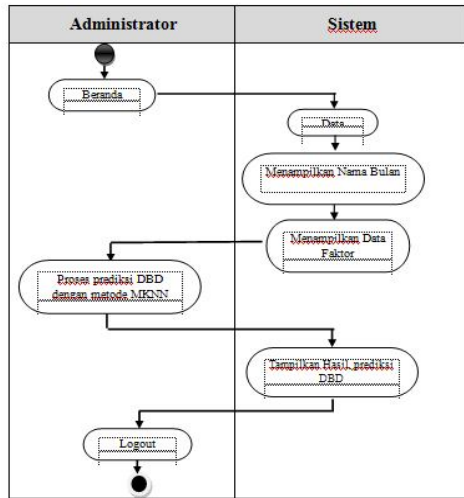 Administrator
Sistem
Beranda
Data
Menampilkan Nama Bulan
Menampilkan Data
Faktor
Proses prediksi DBD
dengan metode MKNN
Tampilkan Hasil prediksi
DBD
Logout